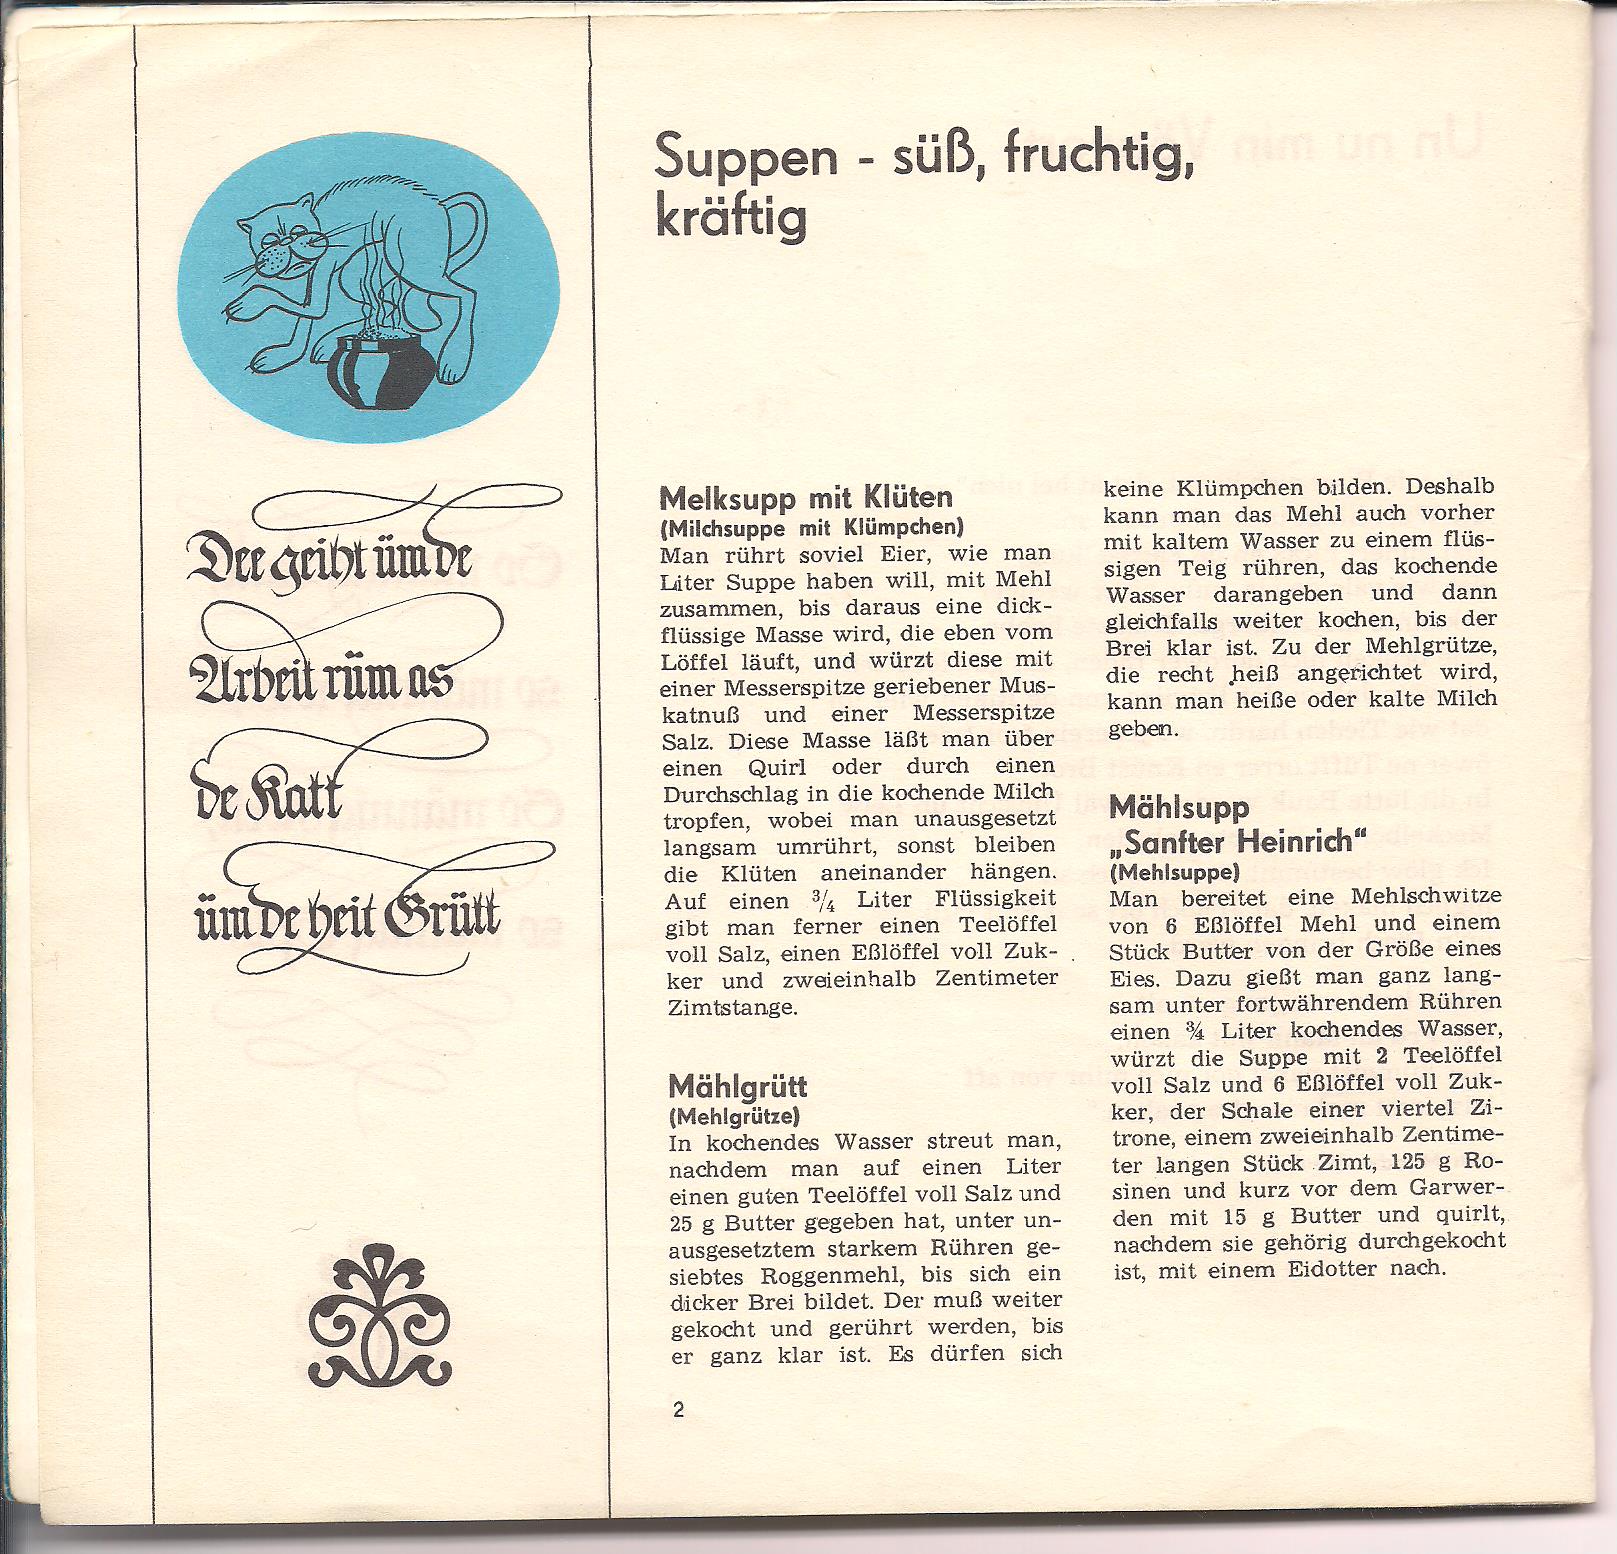 Dee geiht üm de
Arbeit rüm as
de Katt
üm de heit Grütt
Suppen - süß, fruchtig,
kräftig
Melksupp mit Klüten
(Milchsuppe mit Klümpchen)
Man rührt soviel Eier, wie man
Liter Suppe haben will, mit Mehl
zusammen, bis daraus eine dick-
flüssige Masse wird, die eben vom
Löffel läuft, und würzt diese mit
einer Messerspitze geriebener Mus-
katnuß und einer Messerspitze
Salz. Diese Masse läßt man über
einen Quirl oder durch einen
Durchschlag in die kochende Milch
tropfen, wobei man unausgesetzt
langsam umrührt, sonst bleiben
die Klüten aneinander hängen.
Auf einen ¾ Liter Flüssigkeit
gibt man ferner einen Teelöffel
voll Salz, einen Eßlöffel voll Zuk-
ker und zweieinhalb Zentimeter
Zimtstange.
Mählgrütt
(Mehlgrütze)
In kochendes Wasser streut man,
nachdem man auf einen Liter
einen guten Teelöffel voll Salz und
25 g Butter gegeben hat, unter un-
ausgesetztem starkem Rühren ge-
siebtes Roggenmehl, bis sich ein
dicker Brei bildet. Der muß weiter
gekocht und gerührt werden, bis
er ganz klar ist. Es dürfen sich
keine Klümpchen bilden. Deshalb
kann man das Mehl auch vorher
mit kaltem Wasser zu einem flüs-
sigen Teig rühren, das kochende
Wasser darangeben und dann
gleichfalls weiter kochen, bis der
Brei klar ist. Zu der Mehlgrütze,
die recht heiß angerichtet wird,
kann man heiße oder kalte Milch
geben.
Mählsupp
„Sanfter Heinrich“
(Mehlsuppe)
Man bereitet eine Mehlschwitze
von 6 Eßlöffel Mehl und einem
Stück Butter von der Größe eines
Eies. Dazu gießt man ganz lang-
sam unter fortwährendem Rühren
einen ¾ Liter kochendes Wasser,
würzt die Suppe mit 2 Teelöffel
voll Salz und 6 Eßlöffel voll Zuk-
ker, der Schale einer viertel Zi-
trone, einem zweieinhalb Zentime-
ter langen Stück Zimt, 125 g Ro-
sinen und kurz vor dem Garwer-
den mit 15 g Butter und quirlt,
nachdem sie gehörig durchgekocht
ist, mit einem Eidotter nach.
2